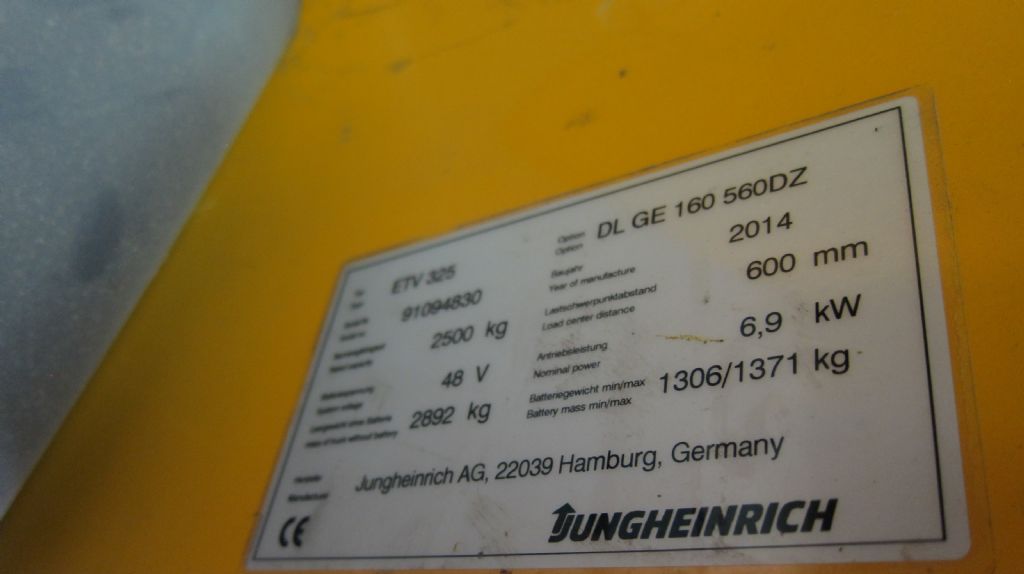 ETV 325
Option
Option DL GE 160 560DZ
91094830
Baujahr
Year of manufacture 2014
2500 kg
Lastschwerpunktabstand
Load center distance 600 mm
48 V
Antriebsleistung
Nominal power 6,9 kW
2892 kg
Batteriegewicht min/max
Battery mass min/max 1306/1371 kg
Jungheinrich AG, 22039 Hamburg, Germany
CE
JUNGHEINRICH